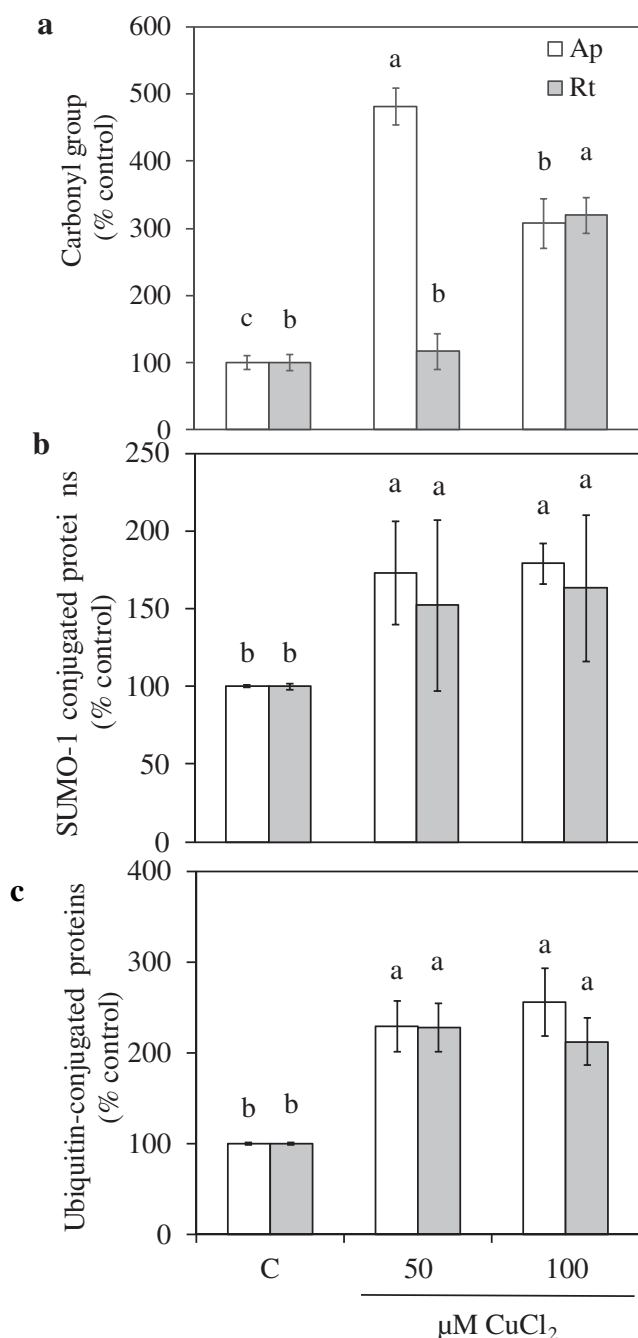 a
Carbonyl group
(% control)
600
500
400
300
200
100
0
Ap
Rt
c
b
a
b
b
a
b
SUMO-1 conjugated protei ns
(% control)
250
200
150
100
50
0
b
b
a
a
a
a
c
Ubiquitin-conjugated proteins
(% control)
400
300
200
100
0
b
b
a
a
a
a
C
50
100
µM CuCl₂